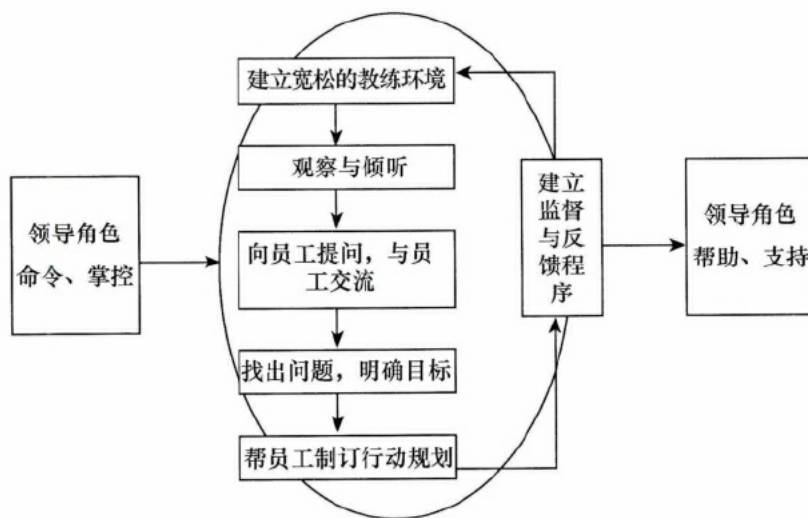 建立宽松的教练环境
观察与倾听
领导角色
命令、掌控
向员工提问，与员
工交流
建立
监督
与反
馈程
序
领导角色
帮助、支持
找出问题，明确目标
帮员工制订行动规划